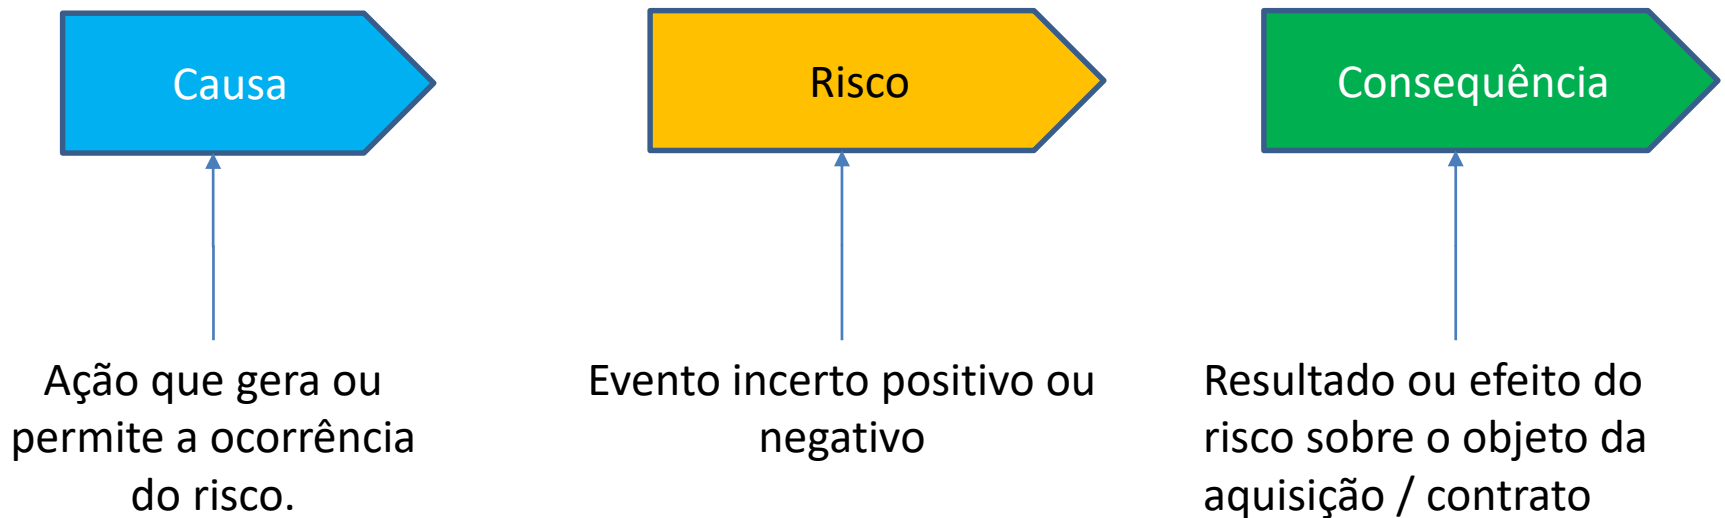 Causa
Risco
Consequência
Ação que gera ou
permite a ocorrência
do risco.
Evento incerto positivo ou
negativo
Resultado ou efeito do
risco sobre o objeto da
aquisição / contrato